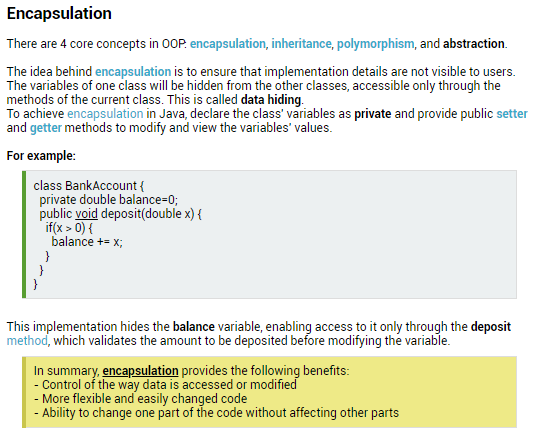 Encapsulation
There are 4 core concepts in OOP: encapsulation, inheritance, polymorphism, and abstraction.
The idea behind encapsulation is to ensure that implementation details are not visible to users.
The variables of one class will be hidden from the other classes, accessible only through the
methods of the current class. This is called data hiding.
To achieve encapsulation in Java, declare the class' variables as private and provide public setter
and getter methods to modify and view the variables' values.
For example:
class BankAccount {
private double balance=0;
public void deposit(double x) {
if(x > 0) {
balance += x;
}
}
}
This implementation hides the balance variable, enabling access to it only through the deposit
method, which validates the amount to be deposited before modifying the variable.
In summary, encapsulation provides the following benefits:
- Control of the way data is accessed or modified
- More flexible and easily changed code
- Ability to change one part of the code without affecting other parts